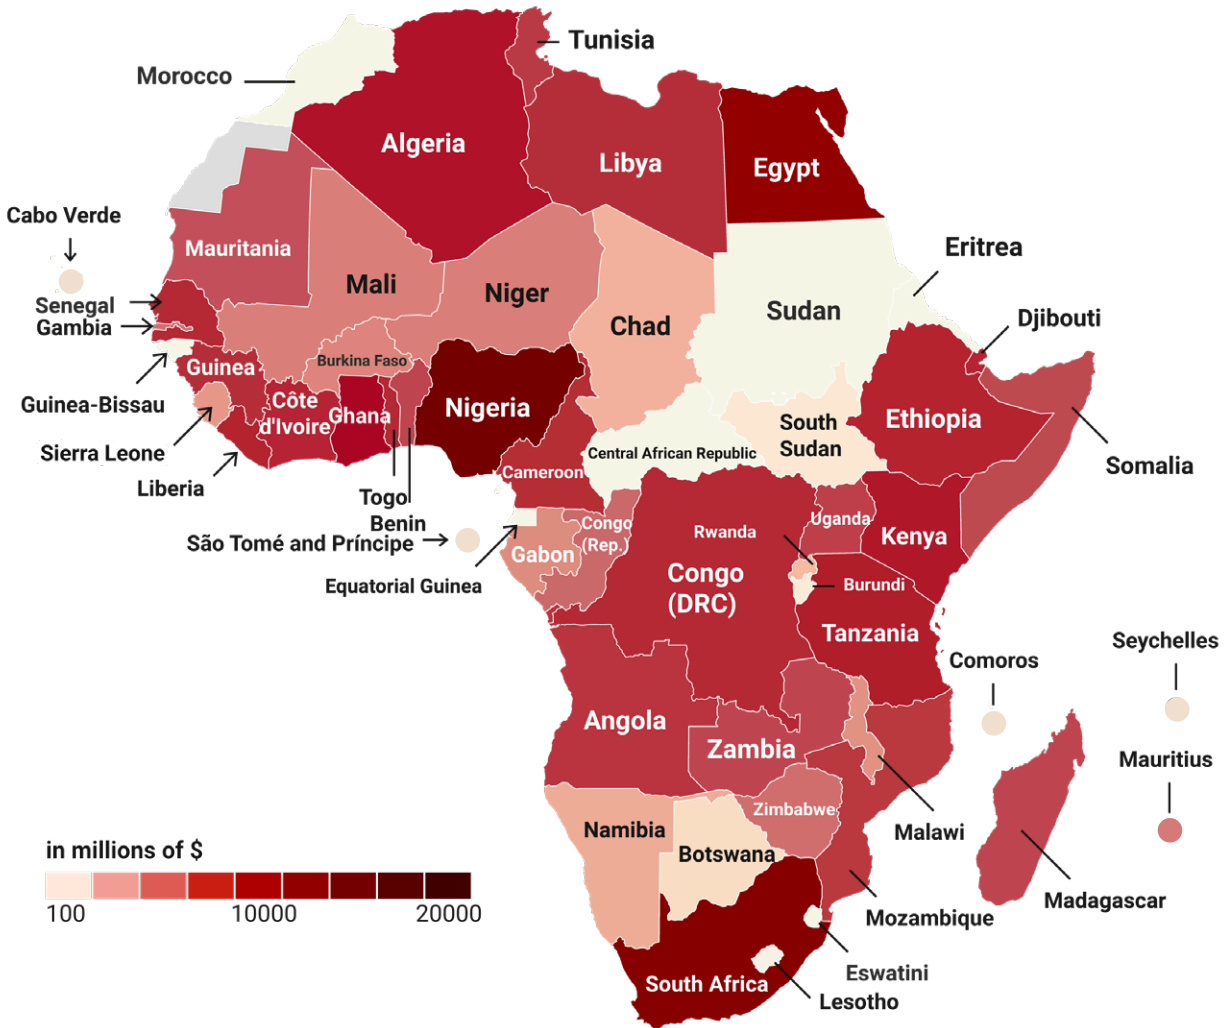 Tunisia
Morocco
Algeria
Libya
Egypt
Cabo Verde
Mauritania
Eritrea
Mali
Niger
Senegal
Gambia
Chad
Sudan
Djibouti
Burkina Faso
Guinea
Guinea-Bissau
Côte
d'Ivoire
Ghana
Nigeria
South
Sudan
Ethiopia
Sierra Leone
Central African Republic
Somalia
Liberia
Cameroon
Togo
Benin
São Tomé and Príncipe
Congo
(Rep.)
Uganda
Rwanda
Kenya
Gabon
Equatorial Guinea
Congo
(DRC)
Burundi
Tanzania
Seychelles
Comoros
Angola
Zambia
Mauritius
Zimbabwe
Namibia
Malawi
in millions of $
Botswana
Madagascar
100
10000
20000
Mozambique
Eswatini
South Africa
Lesotho